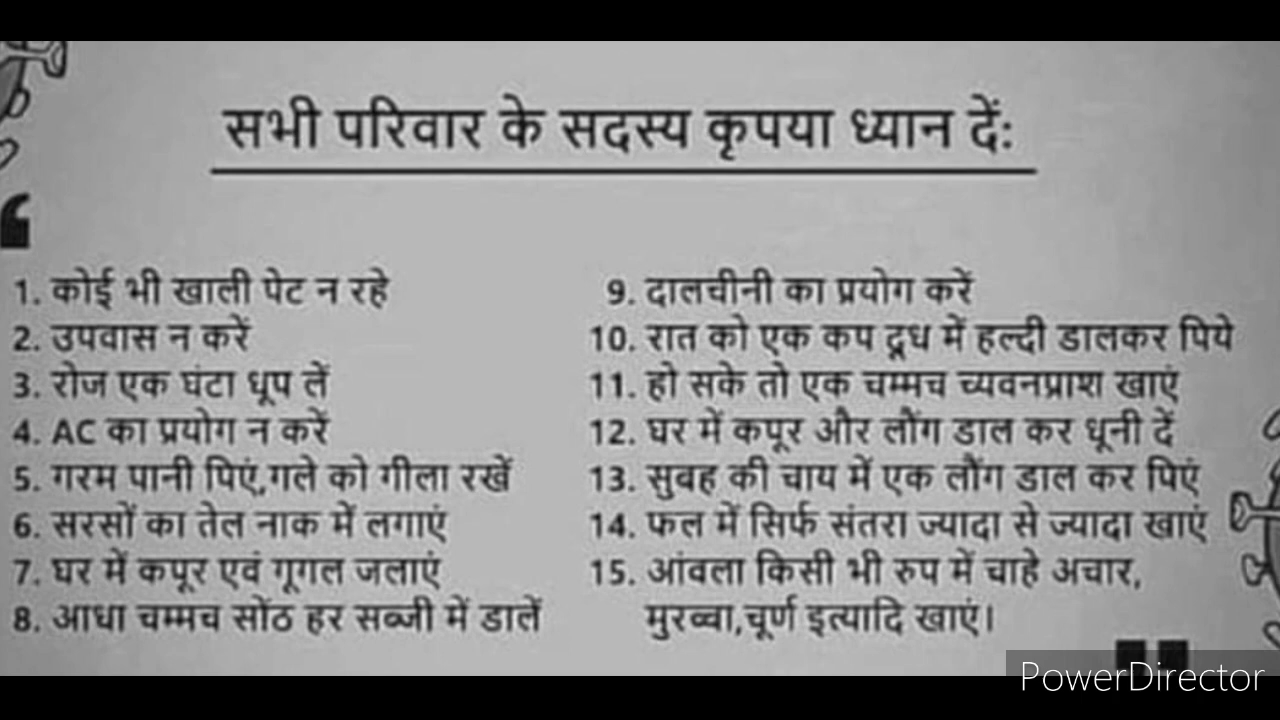 सभी परिवार के सदस्य कृपया ध्यान दें:
1. कोई भी खाली पेट न रहे
2. उपवास न करें
3. रोज एक घंटा धूप लें
4. AC का प्रयोग न करें
5. गरम पानी पिएं,गले को गीला रखें
6. सरसों का तेल नाक में लगाएं
7. घर में कपूर एवं गूगल जलाएं
8. आधा चम्मच सोंठ हर सब्जी में डालें
9. दालचीनी का प्रयोग करें
10. रात को एक कप दूध में हल्दी डालकर पिये
11. हो सके तो एक चम्मच च्यवनप्राश खाएं
12. घर में कपूर और लौंग डाल कर धूनी दें
13. सुबह की चाय में एक लौंग डाल कर पिएं
14. फल में सिर्फ संतरा ज्यादा से ज्यादा खाएं
15. आंवला किसी भी रुप में चाहे अचार,
मुरब्बा,चूर्ण इत्यादि खाएं।
PowerDirector